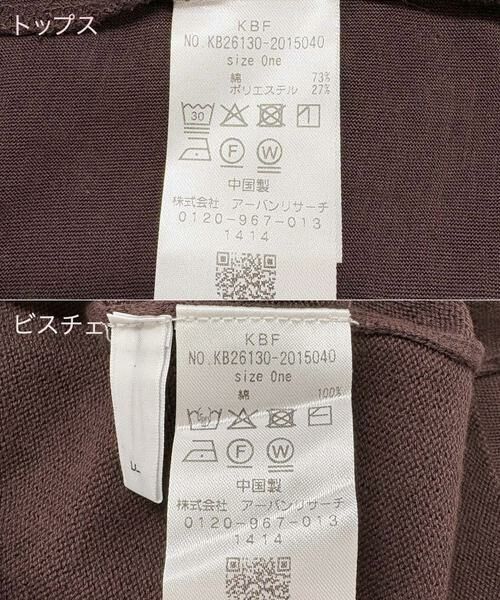 トップス
KBF
NO.KB26130-2015040
size One
綿 73%
ポリエステル 27%
30
F
W
中国製
株式会社 アーバンリサーチ
0120-967-013
1414
ビスチェ
KBF
NO.KB26130-2015040
size One
綿 100%
F
W
中国製
株式会社 アーバンリサーチ
0120-967-013
1414
F